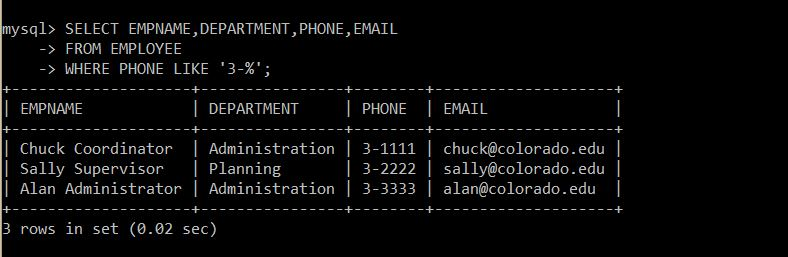 mysql> SELECT EMPNAME,DEPARTMENT,PHONE,EMAIL
    -> FROM EMPLOYEE
    -> WHERE PHONE LIKE '3-%';
+--------------------+----------------+--------+--------------------+
| EMPNAME            | DEPARTMENT     | PHONE  | EMAIL              |
+--------------------+----------------+--------+--------------------+
| Chuck Coordinator  | Administration | 3-1111 | chuck@colorado.edu |
| Sally Supervisor   | Planning       | 3-2222 | sally@colorado.edu |
| Alan Administrator | Administration | 3-3333 | alan@colorado.edu  |
+--------------------+----------------+--------+--------------------+
3 rows in set (0.02 sec)